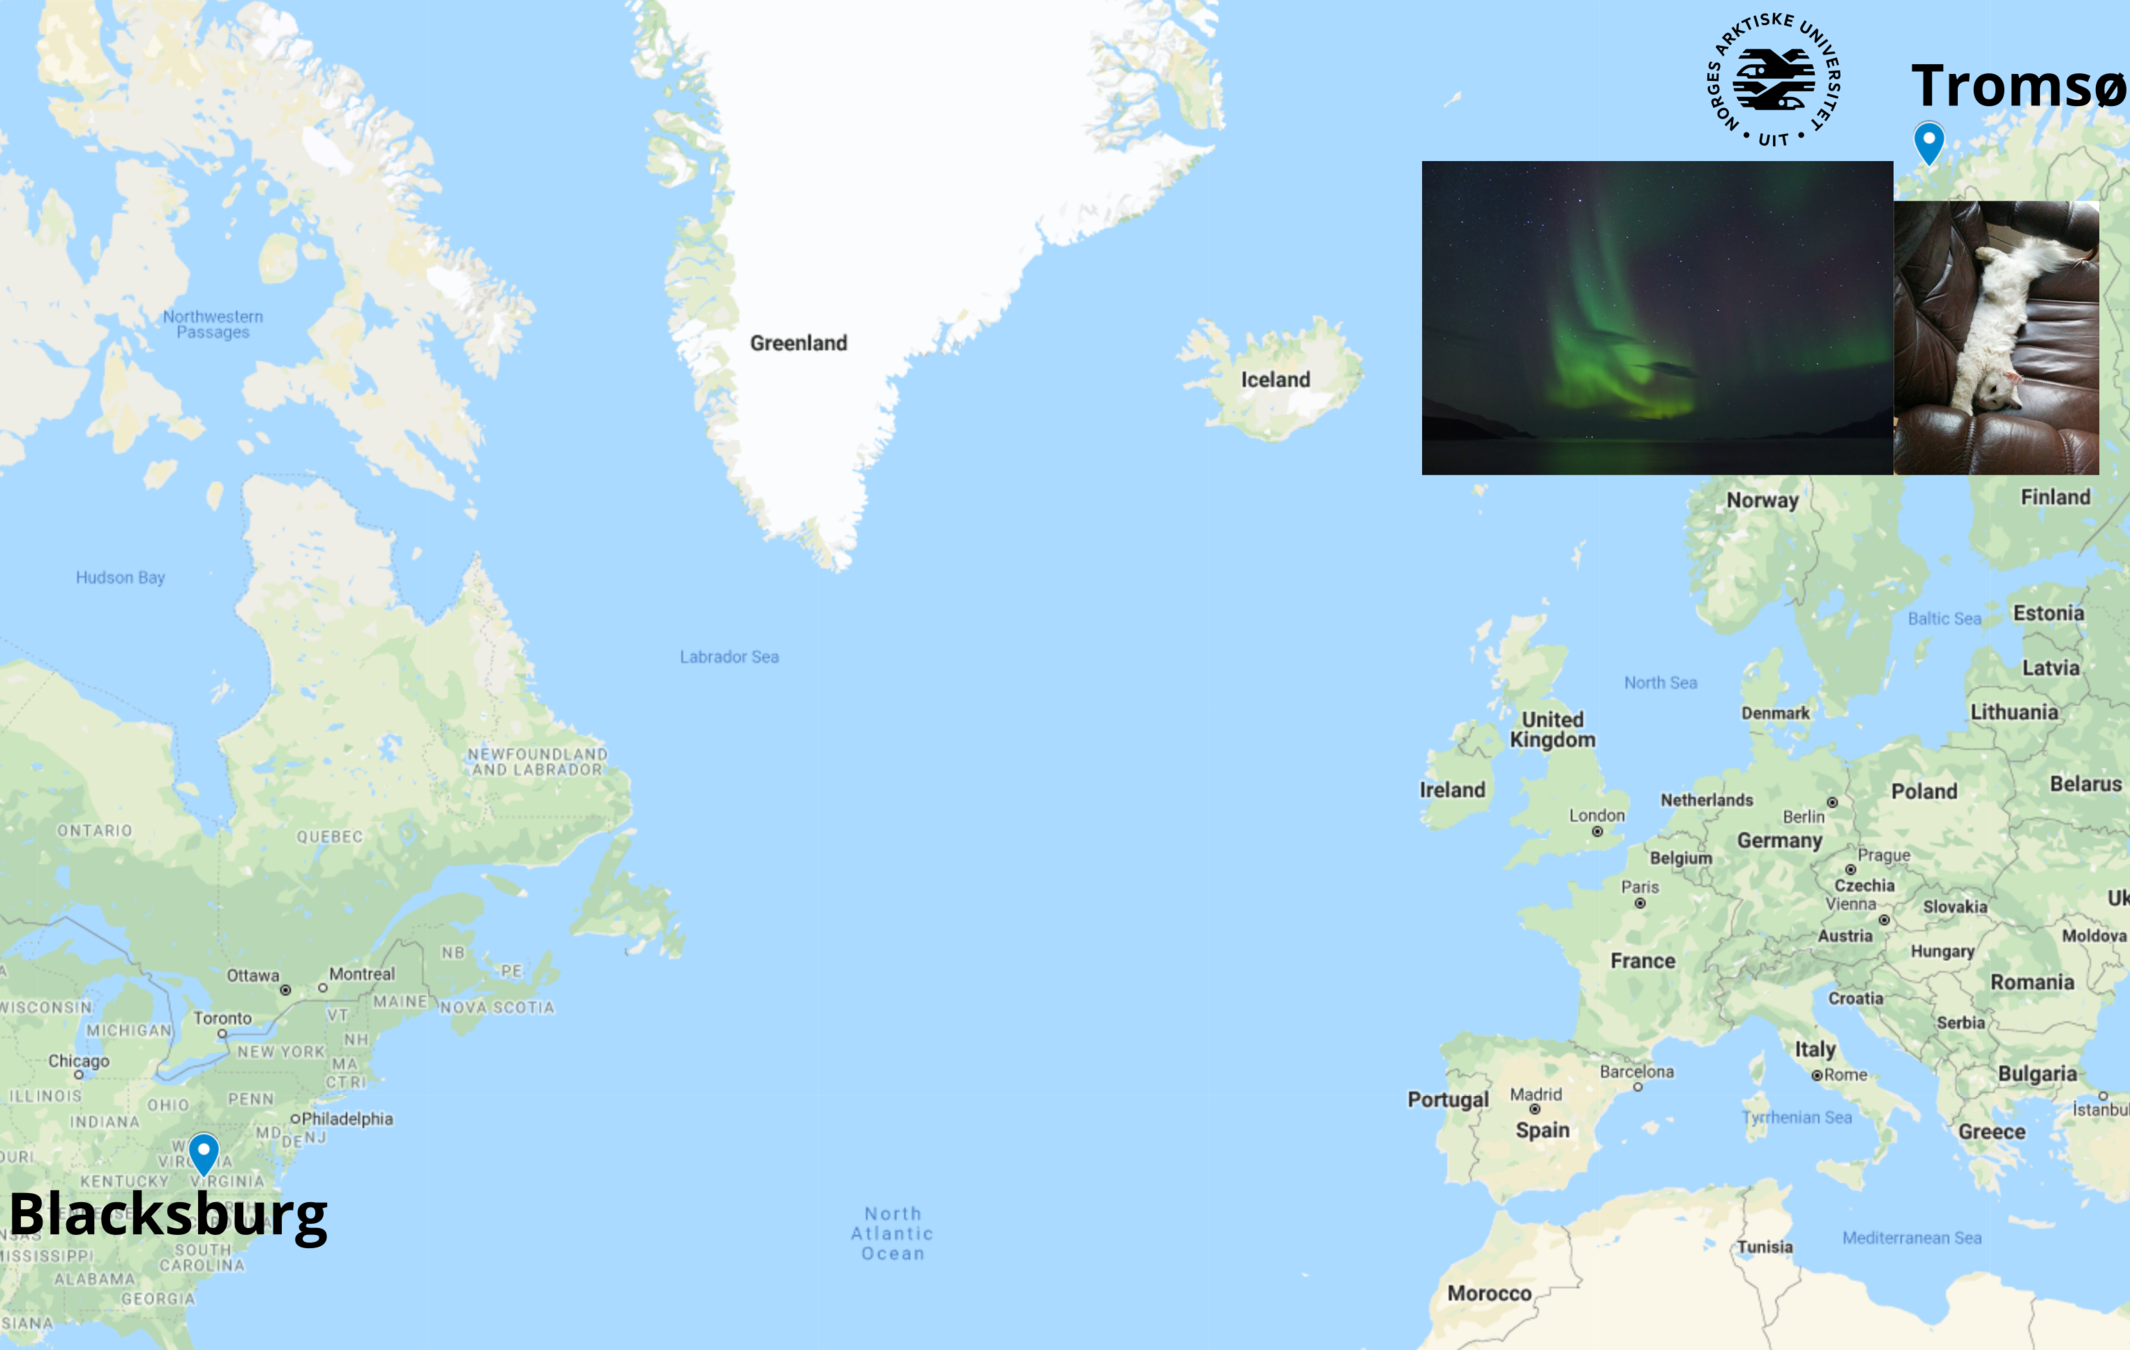 NORGES ARKTISKE UNIVERSITET
• UIT •
Tromsø
Northwestern
Passages
Greenland
Iceland
Norway
Finland
Hudson Bay
Labrador Sea
Baltic Sea
Estonia
Latvia
North Sea
Denmark
Lithuania
United
Kingdom
NEWFOUNDLAND
AND LABRADOR
Ireland
Netherlands
Poland
Belarus
London
Berlin
ONTARIO
QUEBEC
Germany
Belgium
Prague
Czechia
Paris
Vienna
Slovakia
Uk
Austria
Hungary
Moldova
NB
PE
France
Ottawa
Montreal
Romania
WISCONSIN
MICHIGAN
MAINE
NOVA SCOTIA
Croatia
Toronto
VT
Serbia
NH
NEW YORK
Italy
Chicago
MA
CT RI
Barcelona
Rome
Bulgaria
ILLINOIS
PENN
OHIO
Portugal
Madrid
Spain
İstanbul
INDIANA
Philadelphia
MD
DE
NJ
Tyrrhenian Sea
Greece
OURI
W
VIRGINIA
KENTUCKY
VIRGINIA
Blacksburg
North
Atlantic
Ocean
MISSISSIPPI
SOUTH
CAROLINA
Tunisia
Mediterranean Sea
ALABAMA
GEORGIA
Morocco
SIANA